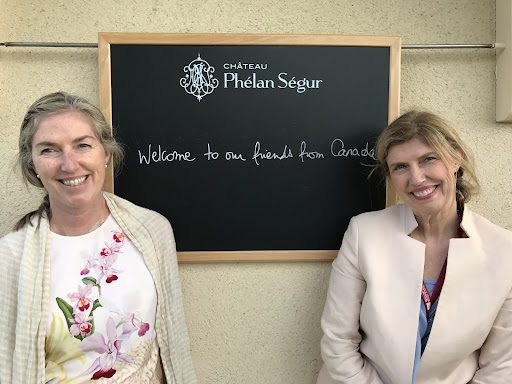 CHÂTEAU
Phélan Ségur
Welcome to our friends from Canada